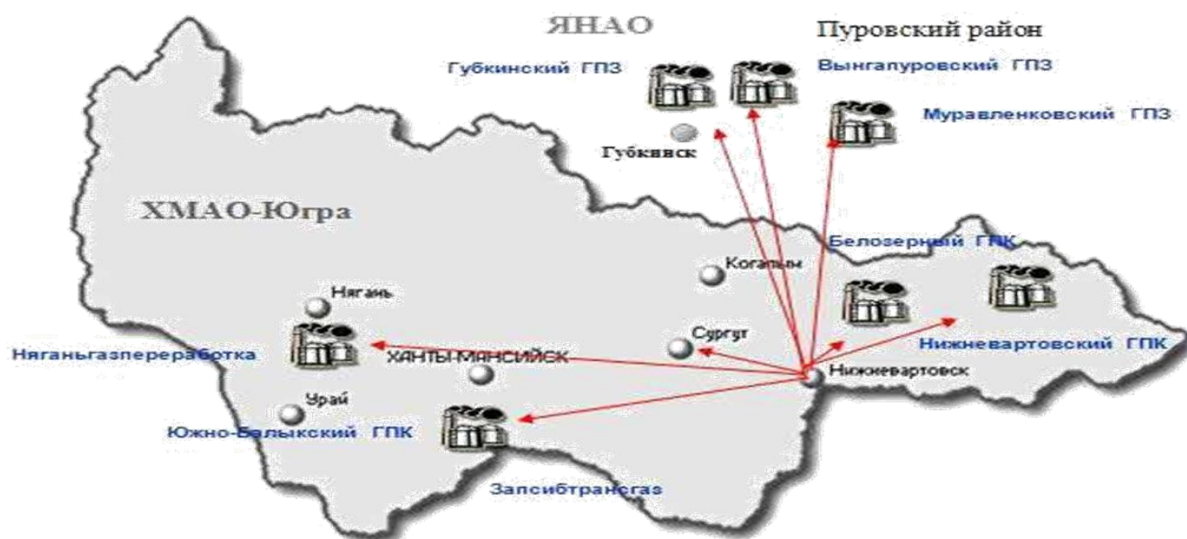 ЯНАО
Пуровский район
Губкинский ГПЗ
Вынгапуровский ГПЗ
Муравленковский ГПЗ
Губкинск
ХМАО-Югра
Белозерный ГПК
Когалым
Нягань
Сургут
Няганьгазпереработка
ХАНТЫ-МАНСИЙСК
Нижневартовский ГПК
Нижневартовск
Урай
Южно-Балыкский ГПК
Запсибтрансгаз